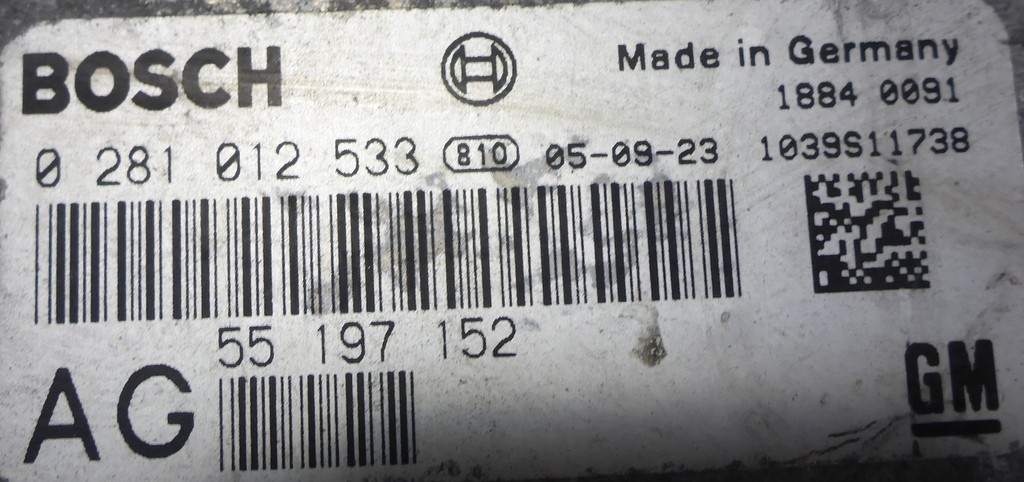 BOSCH
Made in Germany
1884 0091
0 281 012 533 810 05-09-23 1039S11738
55 197 152
AG
GM